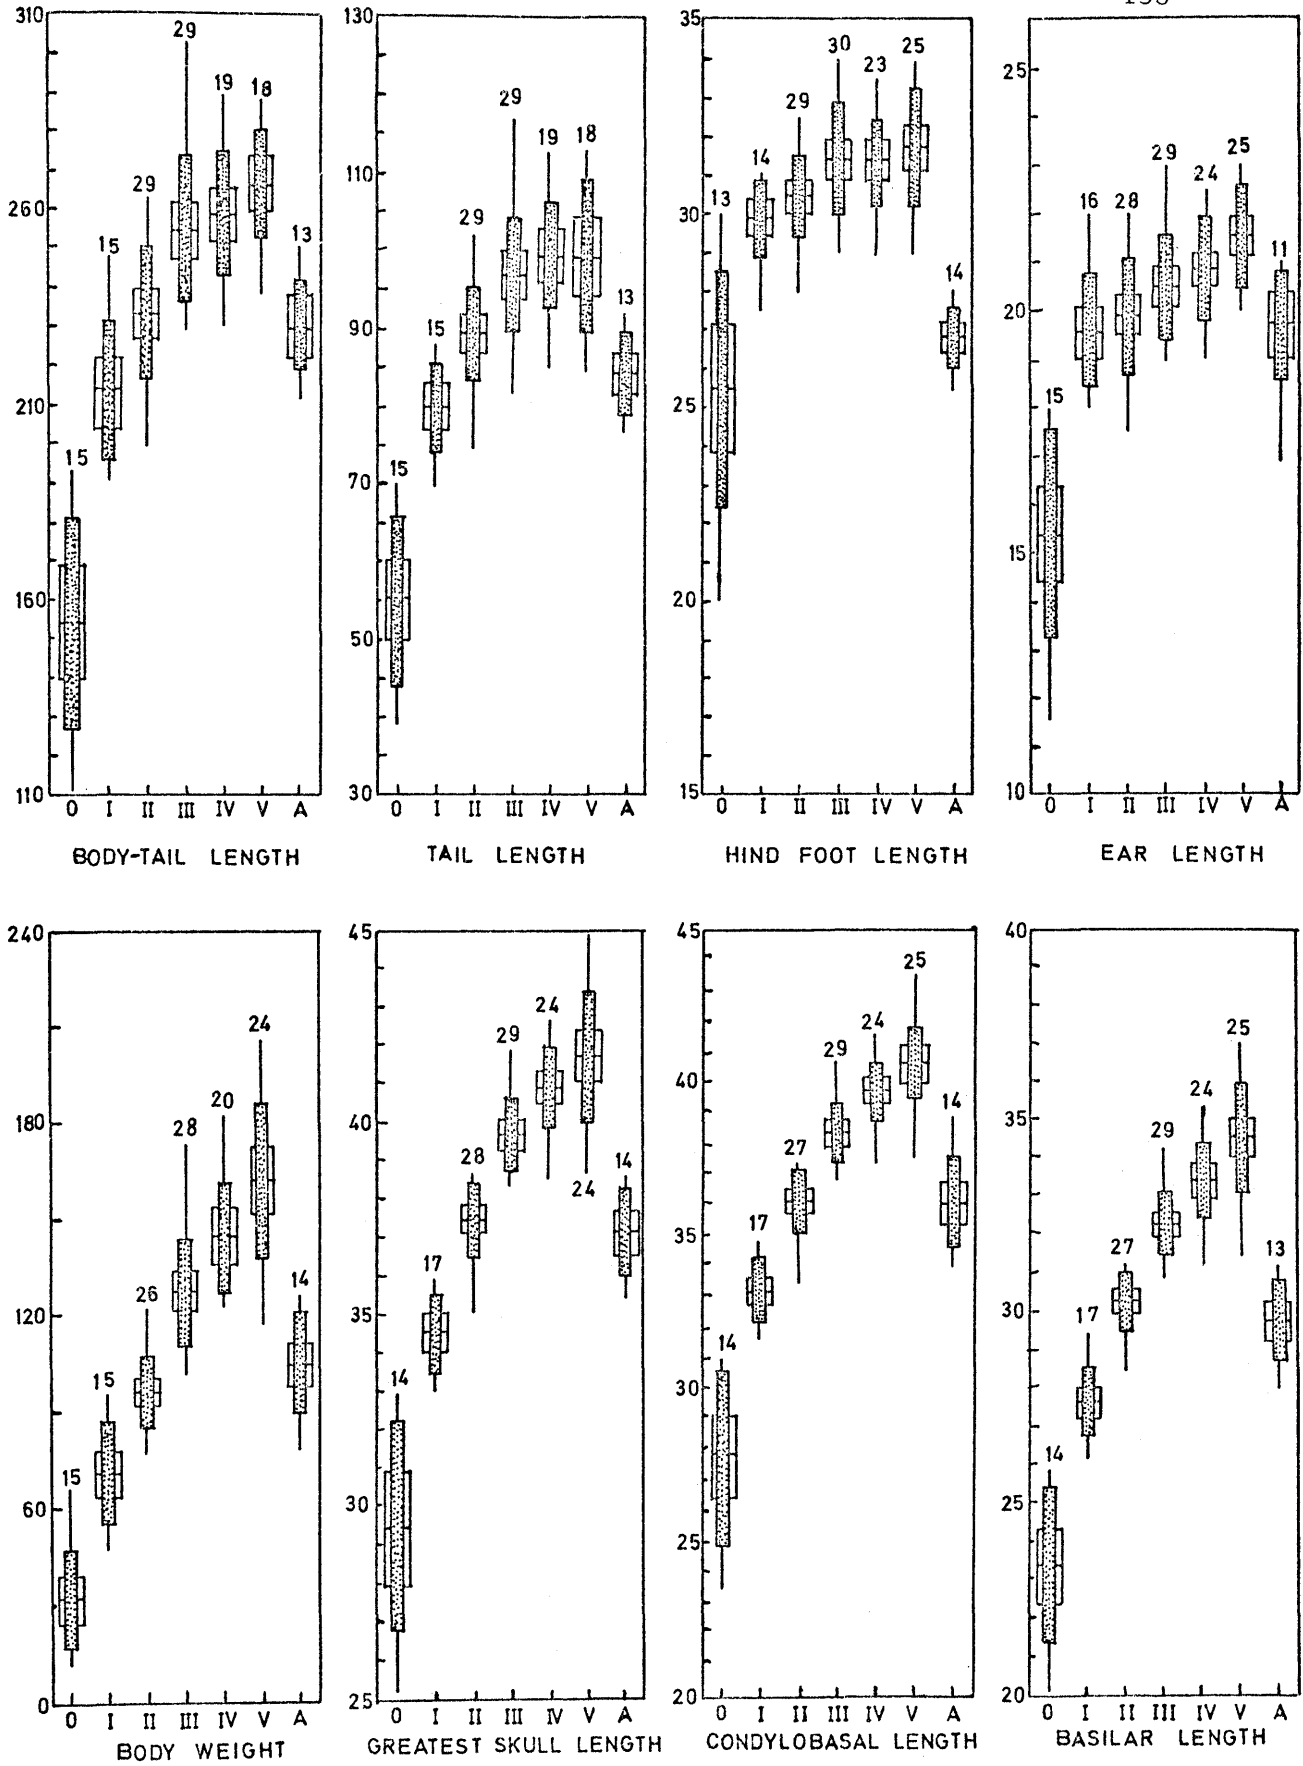 310 29 19 18 29 260 15 13 210 15 160 110
0 I II III IV V A
BODY-TAIL LENGTH
130 29 19 18 110 29 13 15 90 15 70 50 30
0 I II III IV V A
TAIL LENGTH
35 30 23 25 29 14 13 30 14 25 20 15
0 I II III IV V A
HIND FOOT LENGTH
25 29 25 24 16 28 11 20 15 15 10
0 I II III IV V A
EAR LENGTH
240 24 20 28 180 26 14 120 15 15 60 0
0 I II III IV V A
BODY WEIGHT
45 24 29 40 28 14 24 17 35 14 30 25
0 I II III IV V A
GREATEST SKULL LENGTH
45 25 24 29 40 14 27 17 35 14 30 25 20
0 I II III IV V A
CONDYLOBASAL LENGTH
40 25 24 29 35 27 13 17 30 14 25 20
0 I II III IV V A
BASILAR LENGTH